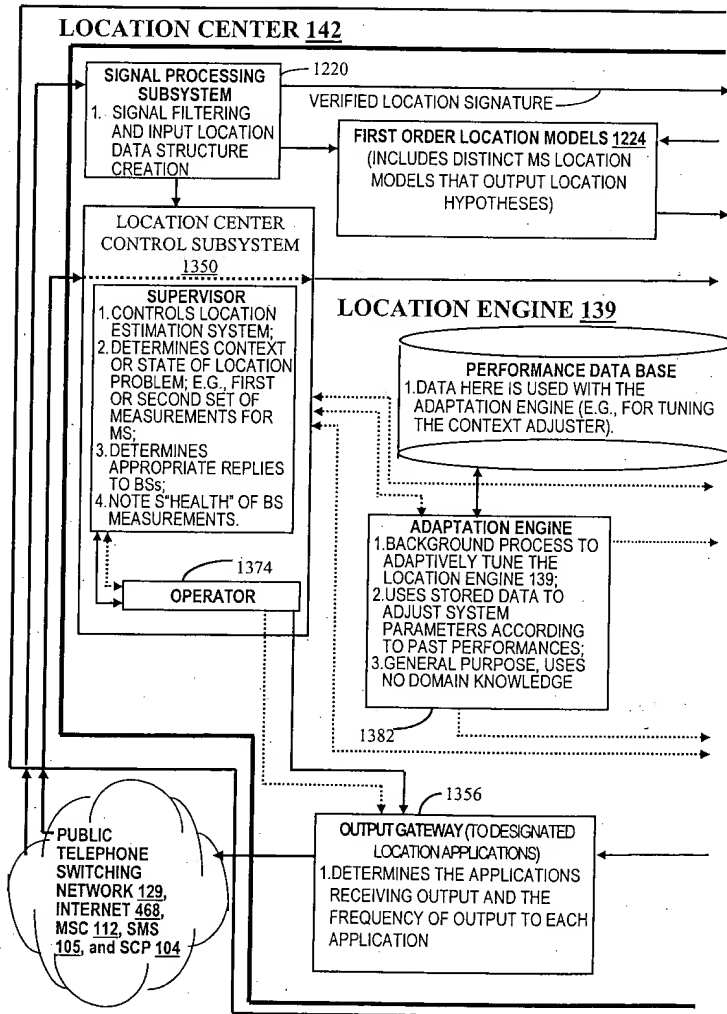 LOCATION CENTER 142
SIGNAL PROCESSING
SUBSYSTEM
1. SIGNAL FILTERING
AND INPUT LOCATION
DATA STRUCTURE
CREATION
1220
VERIFIED LOCATION SIGNATURE
FIRST ORDER LOCATION MODELS 1224
(INCLUDES DISTINCT MS LOCATION
MODELS THAT OUTPUT LOCATION
HYPOTHESES)
LOCATION CENTER
CONTROL SUBSYSTEM
1350
SUPERVISOR
1. CONTROLS LOCATION
ESTIMATION SYSTEM;
2. DETERMINES CONTEXT
OR STATE OF LOCATION
PROBLEM; E.G., FIRST
OR SECOND SET OF
MEASUREMENTS FOR
MS;
3. DETERMINES
APPROPRIATE REPLIES
TO BSs;
4. NOTE S"HEALTH" OF BS
MEASUREMENTS.
1374
OPERATOR
LOCATION ENGINE 139
PERFORMANCE DATA BASE
1. DATA HERE IS USED WITH THE
ADAPTATION ENGINE (E.G., FOR TUNING
THE CONTEXT ADJUSTER).
ADAPTATION ENGINE
1. BACKGROUND PROCESS TO
ADAPTIVELY TUNE THE
LOCATION ENGINE 139;
2. USES STORED DATA TO
ADJUST SYSTEM
PARAMETERS ACCORDING
TO PAST PERFORMANCES;
3. GENERAL PURPOSE, USES
NO DOMAIN KNOWLEDGE
1382
1356
OUTPUT GATEWAY (TO DESIGNATED
LOCATION APPLICATIONS)
1. DETERMINES THE APPLICATIONS
RECEIVING OUTPUT AND THE
FREQUENCY OF OUTPUT TO EACH
APPLICATION
PUBLIC
TELEPHONE
SWITCHING
NETWORK 129,
INTERNET 468,
MSC 112, SMS
105, and SCP 104